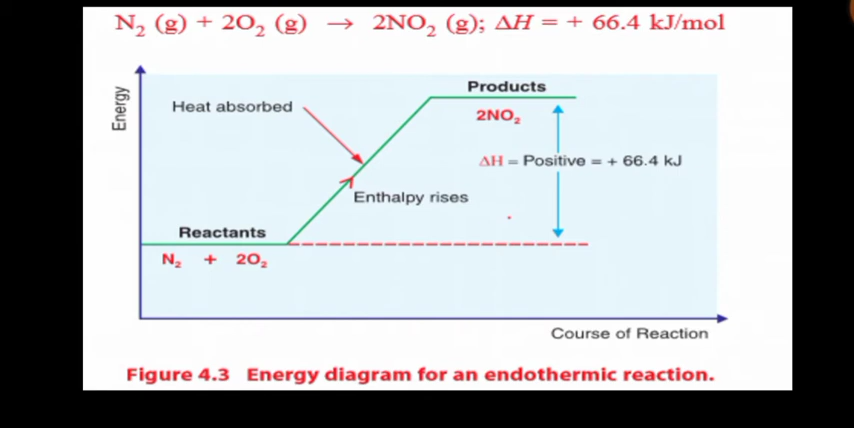 N₂ (g) + 2O₂ (g) → 2NO₂ (g); ΔH = + 66.4 kJ/mol
Energy
Products
Heat absorbed
2NO₂
ΔH = Positive = + 66.4 kJ
Enthalpy rises
Reactants
N₂ + 2O₂
Course of Reaction
Figure 4.3 Energy diagram for an endothermic reaction.